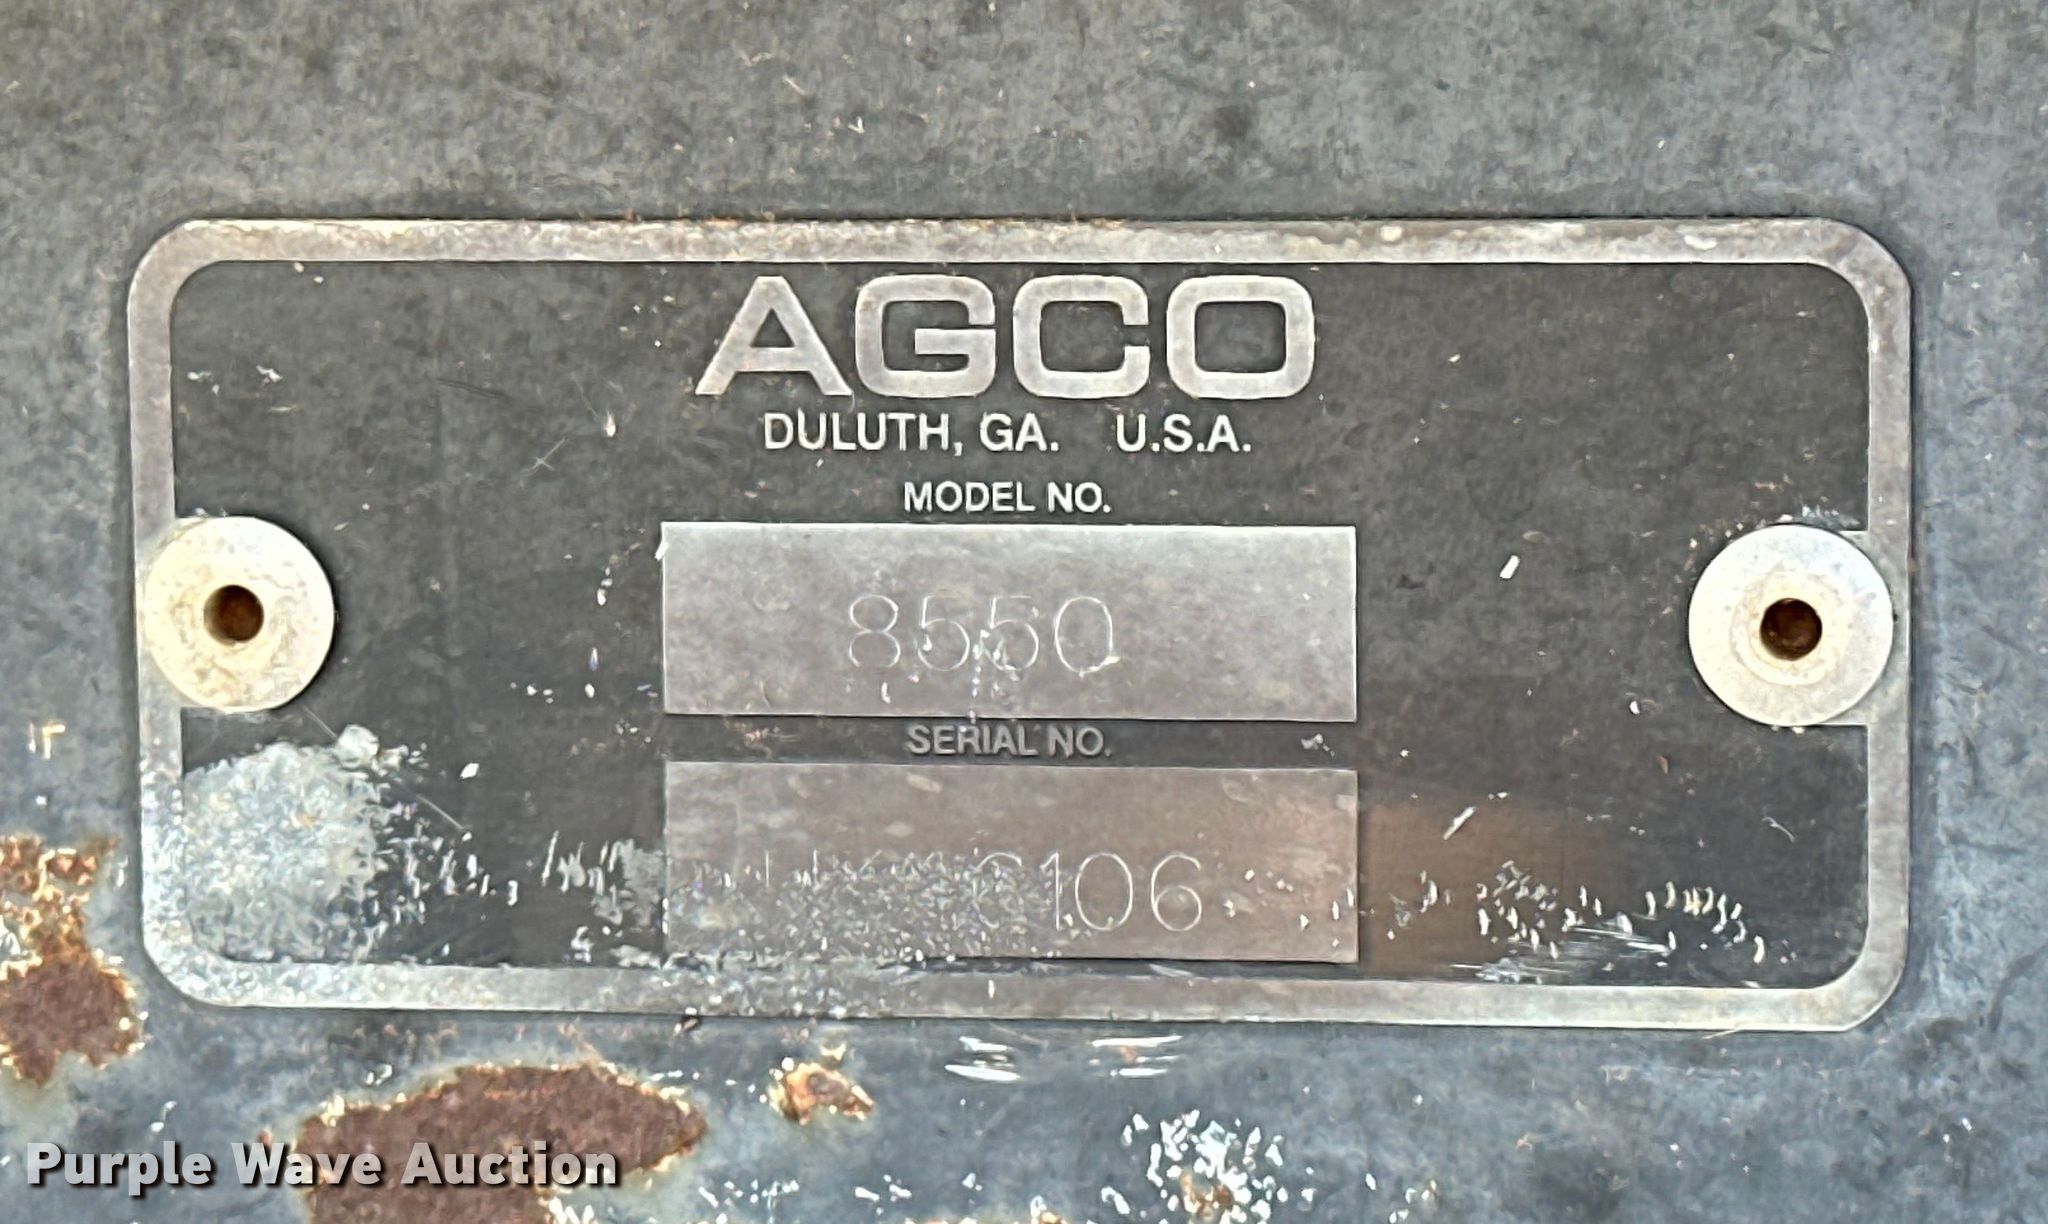 AGCO
DULUTH, GA. U.S.A.
MODEL NO.
8550
SERIAL NO.
Purple Wave Auction